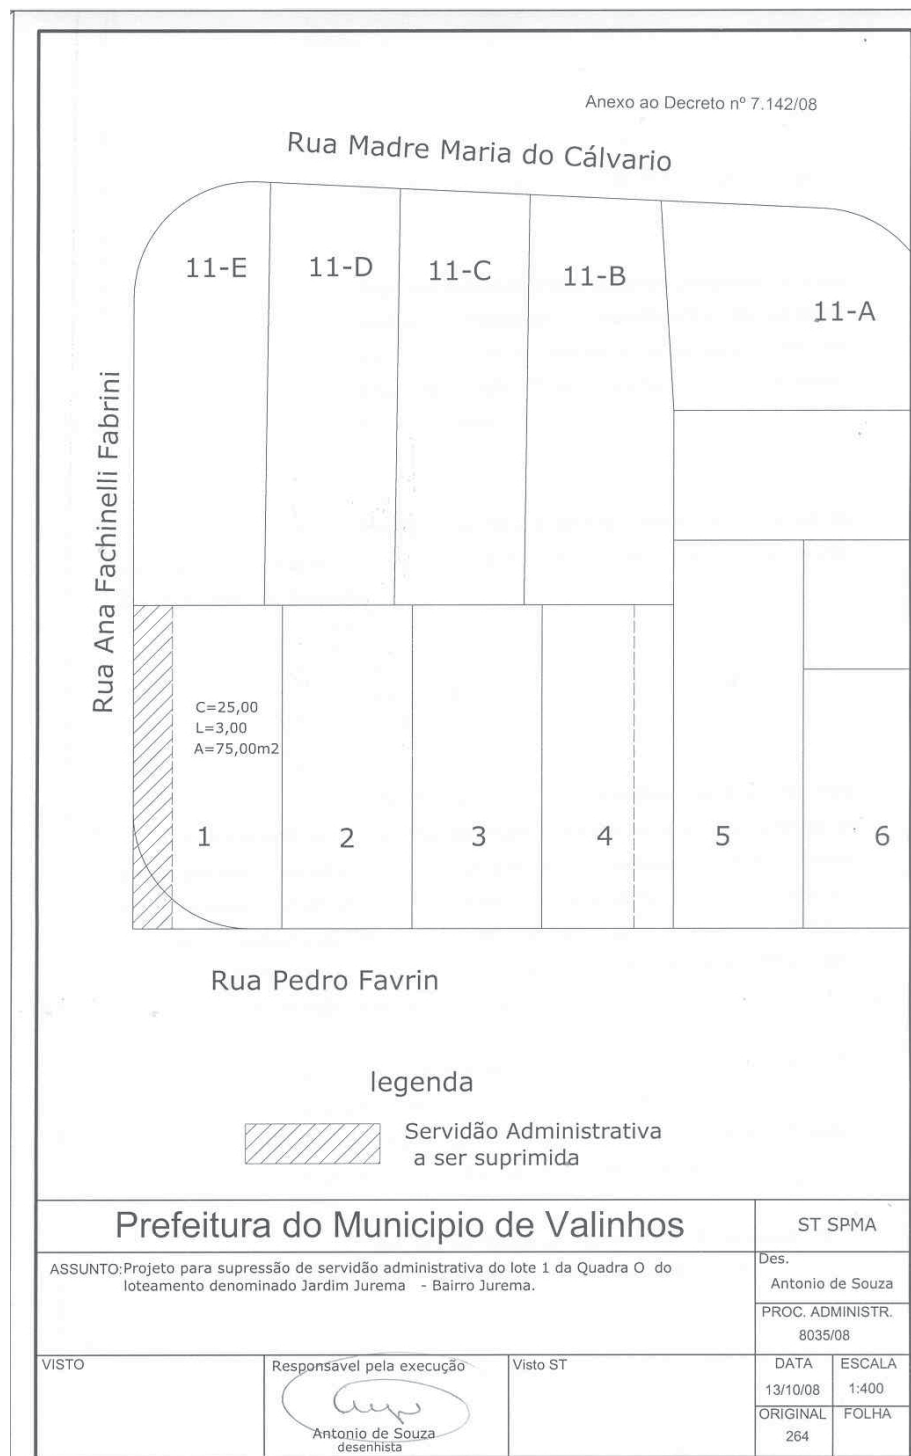 Anexo ao Decreto nº 7.142/08
Rua Madre Maria do Cálvario
11-E
11-D
11-C
11-B
11-A
Rua Ana Fachinelli Fabrini
C=25,00
L=3,00
A=75,00m2
1
2
3
4
5
6
Rua Pedro Favrin
legenda
Servidão Administrativa
a ser suprimida
Prefeitura do Municipio de Valinhos
ST SPMA
ASSUNTO:Projeto para supressão de servidão administrativa do lote 1 da Quadra O do
loteamento denominado Jardim Jurema - Bairro Jurema.
Des.
Antonio de Souza
PROC. ADMINISTR.
8035/08
VISTO
Responsavel pela execução
Antonio de Souza
desenhista
Visto ST
DATA
13/10/08
ESCALA
1:400
ORIGINAL
264
FOLHA